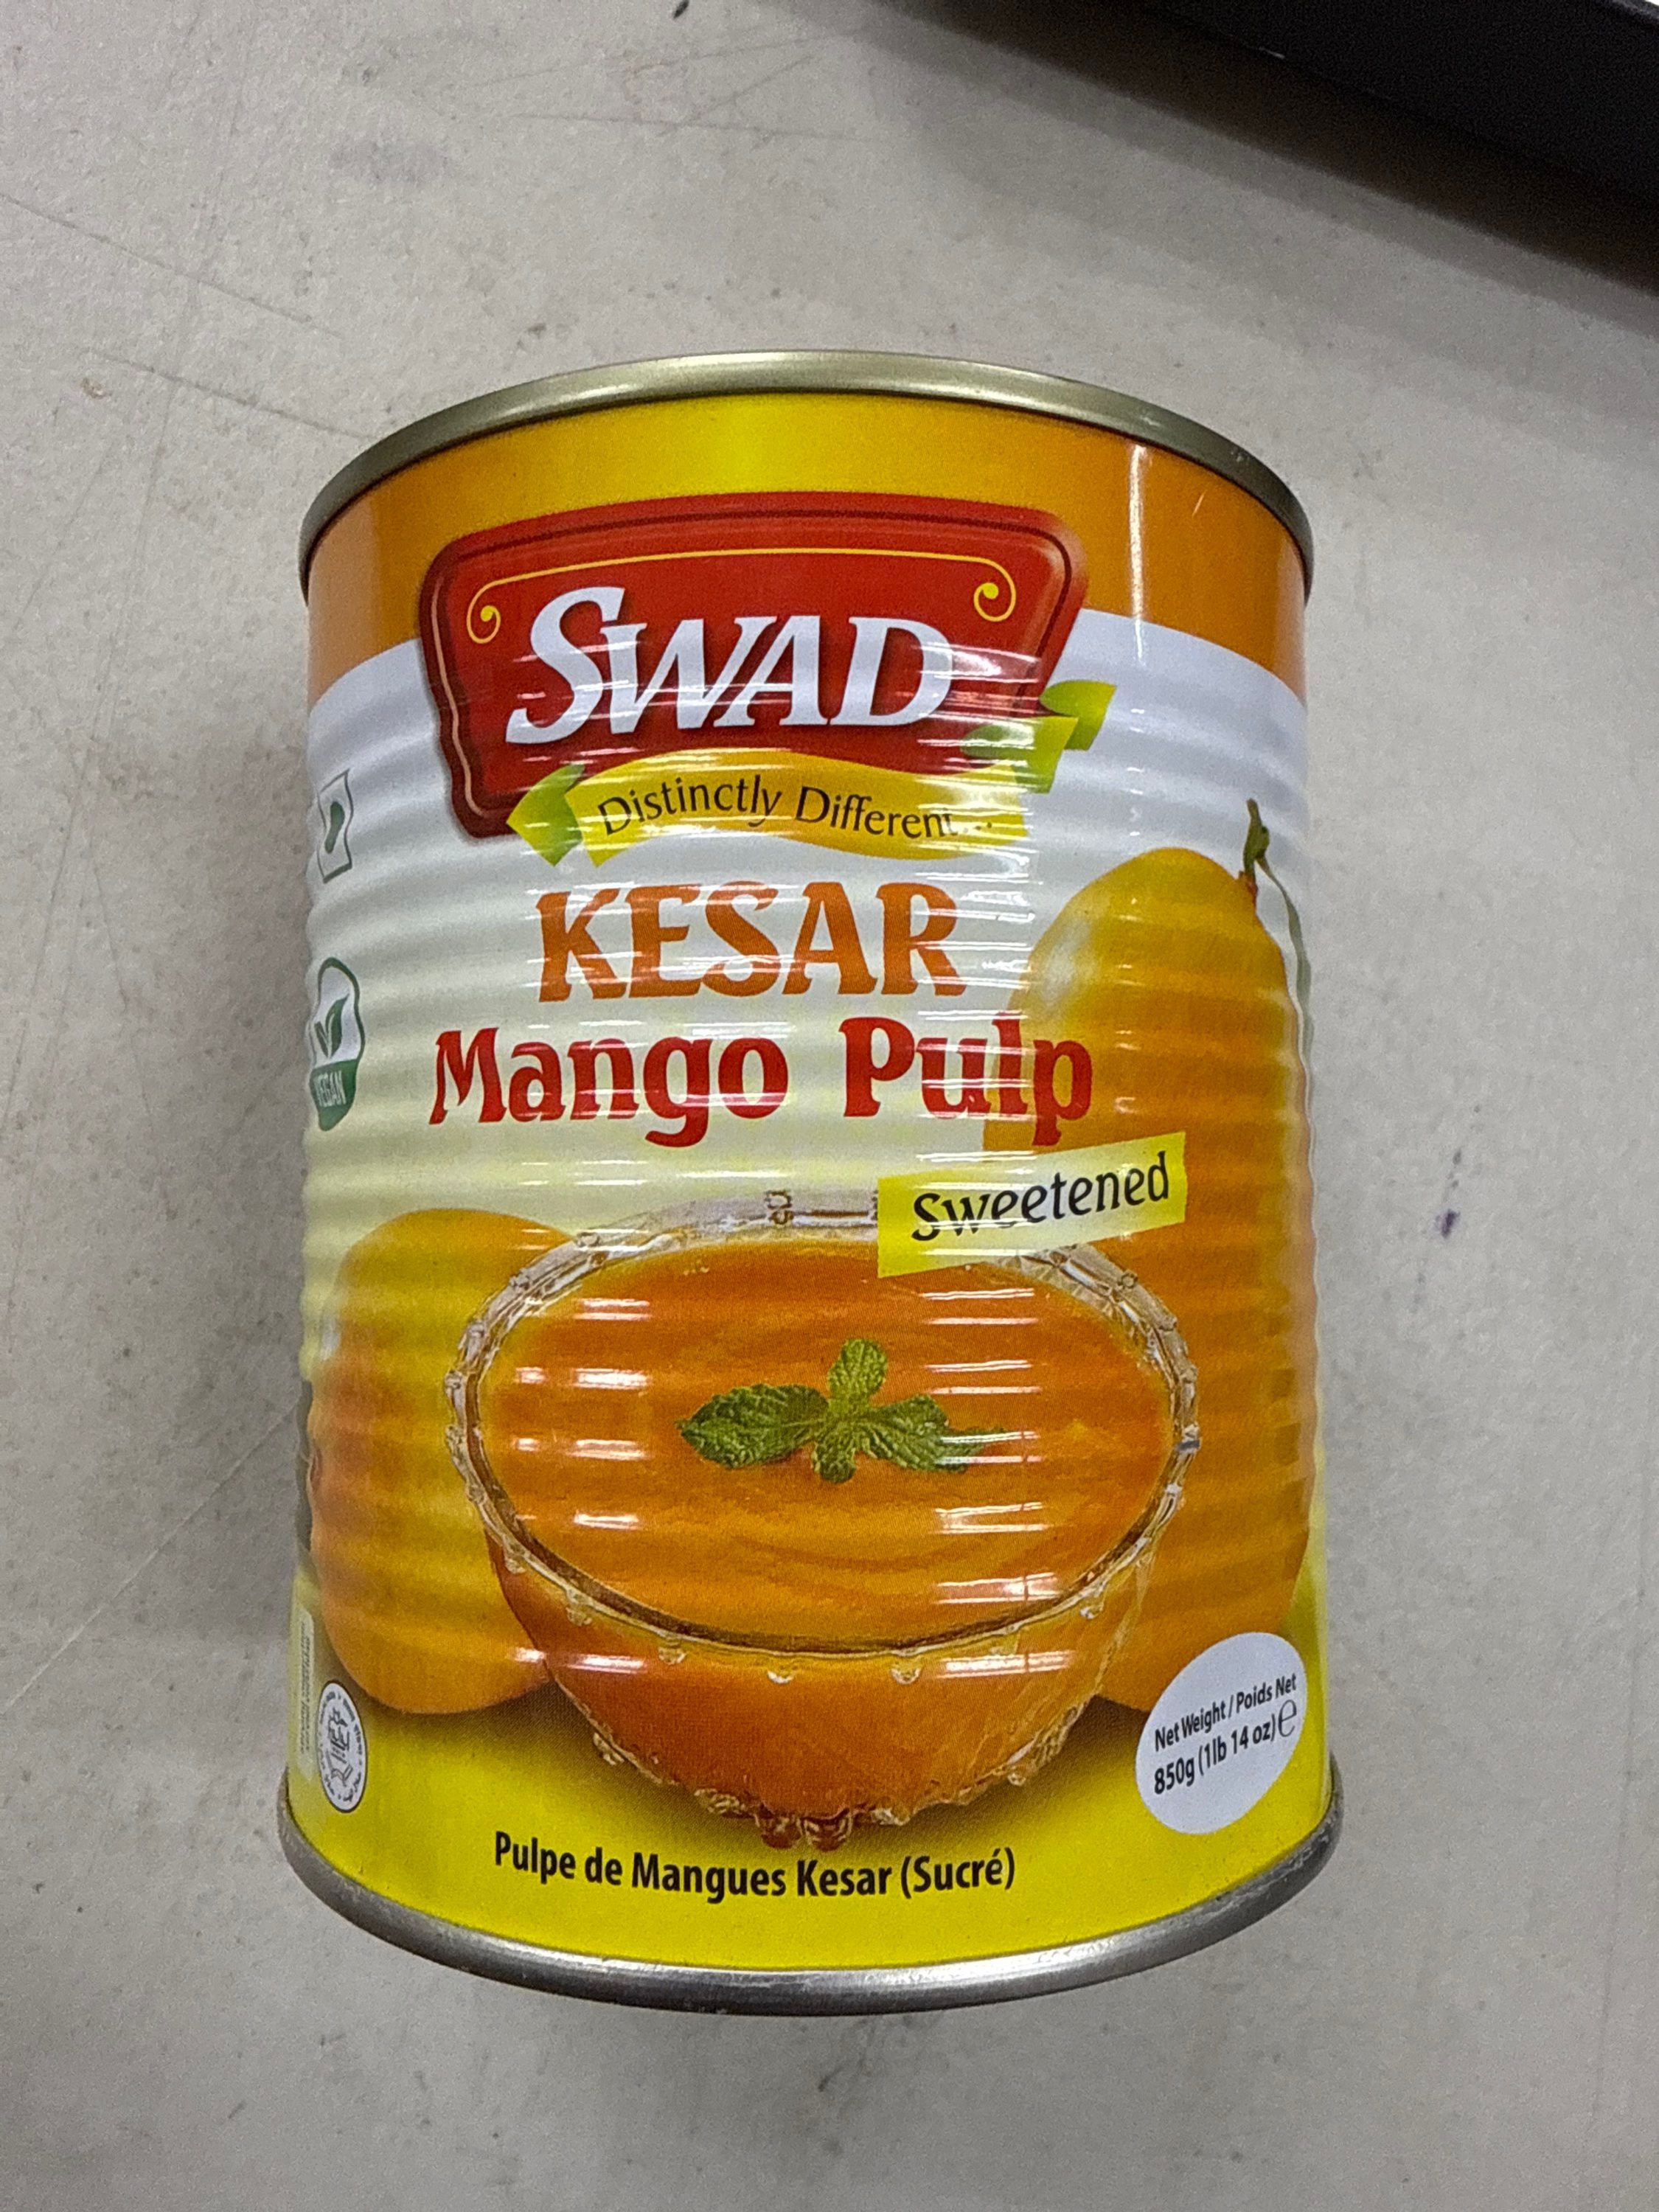 SWAD
Distinctly Different...
KESAR
Mango Pulp
Sweetened
VEGAN
Net Weight / Poids Net
850g (1lb 14 oz) e
Pulpe de Mangues Kesar (Sucré)